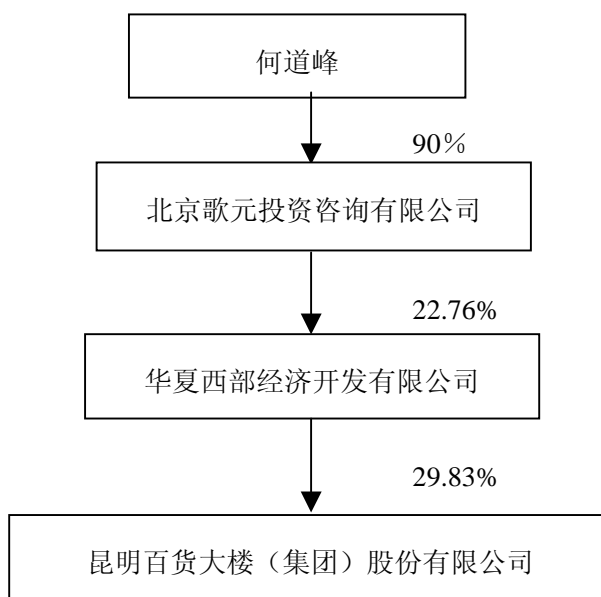 何道峰
90％
北京歌元投资咨询有限公司
22.76%
华夏西部经济开发有限公司
29.83%
昆明百货大楼（集团）股份有限公司